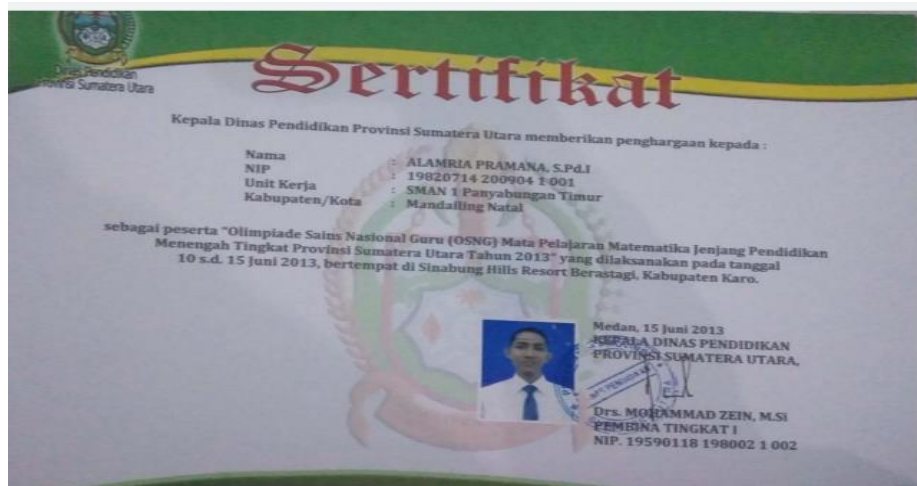 Dinas Pendidikan
Provinsi Sumatera Utara
Sertifikat
Kepala Dinas Pendidikan Provinsi Sumatera Utara memberikan penghargaan kepada :
Nama : ALAMRIA PRAMANA, S.Pd.I
NIP : 19820714 200904 1 001
Unit Kerja : SMAN 1 Panyabungan Timur
Kabupaten/Kota : Mandailing Natal
sebagai peserta "Olimpiade Sains Nasional Guru (OSNG) Mata Pelajaran Matematika Jenjang Pendidikan
Menengah Tingkat Provinsi Sumatera Utara Tahun 2013" yang dilaksanakan pada tanggal
10 s.d. 15 Juni 2013, bertempat di Sinabung Hills Resort Berastagi, Kabupaten Karo.
Medan, 15 Juni 2013
KEPALA DINAS PENDIDIKAN
PROVINSI SUMATERA UTARA,
Drs. MOHAMMAD ZEIN, M.Si
PEMBINA TINGKAT I
NIP. 19590118 198002 1 002